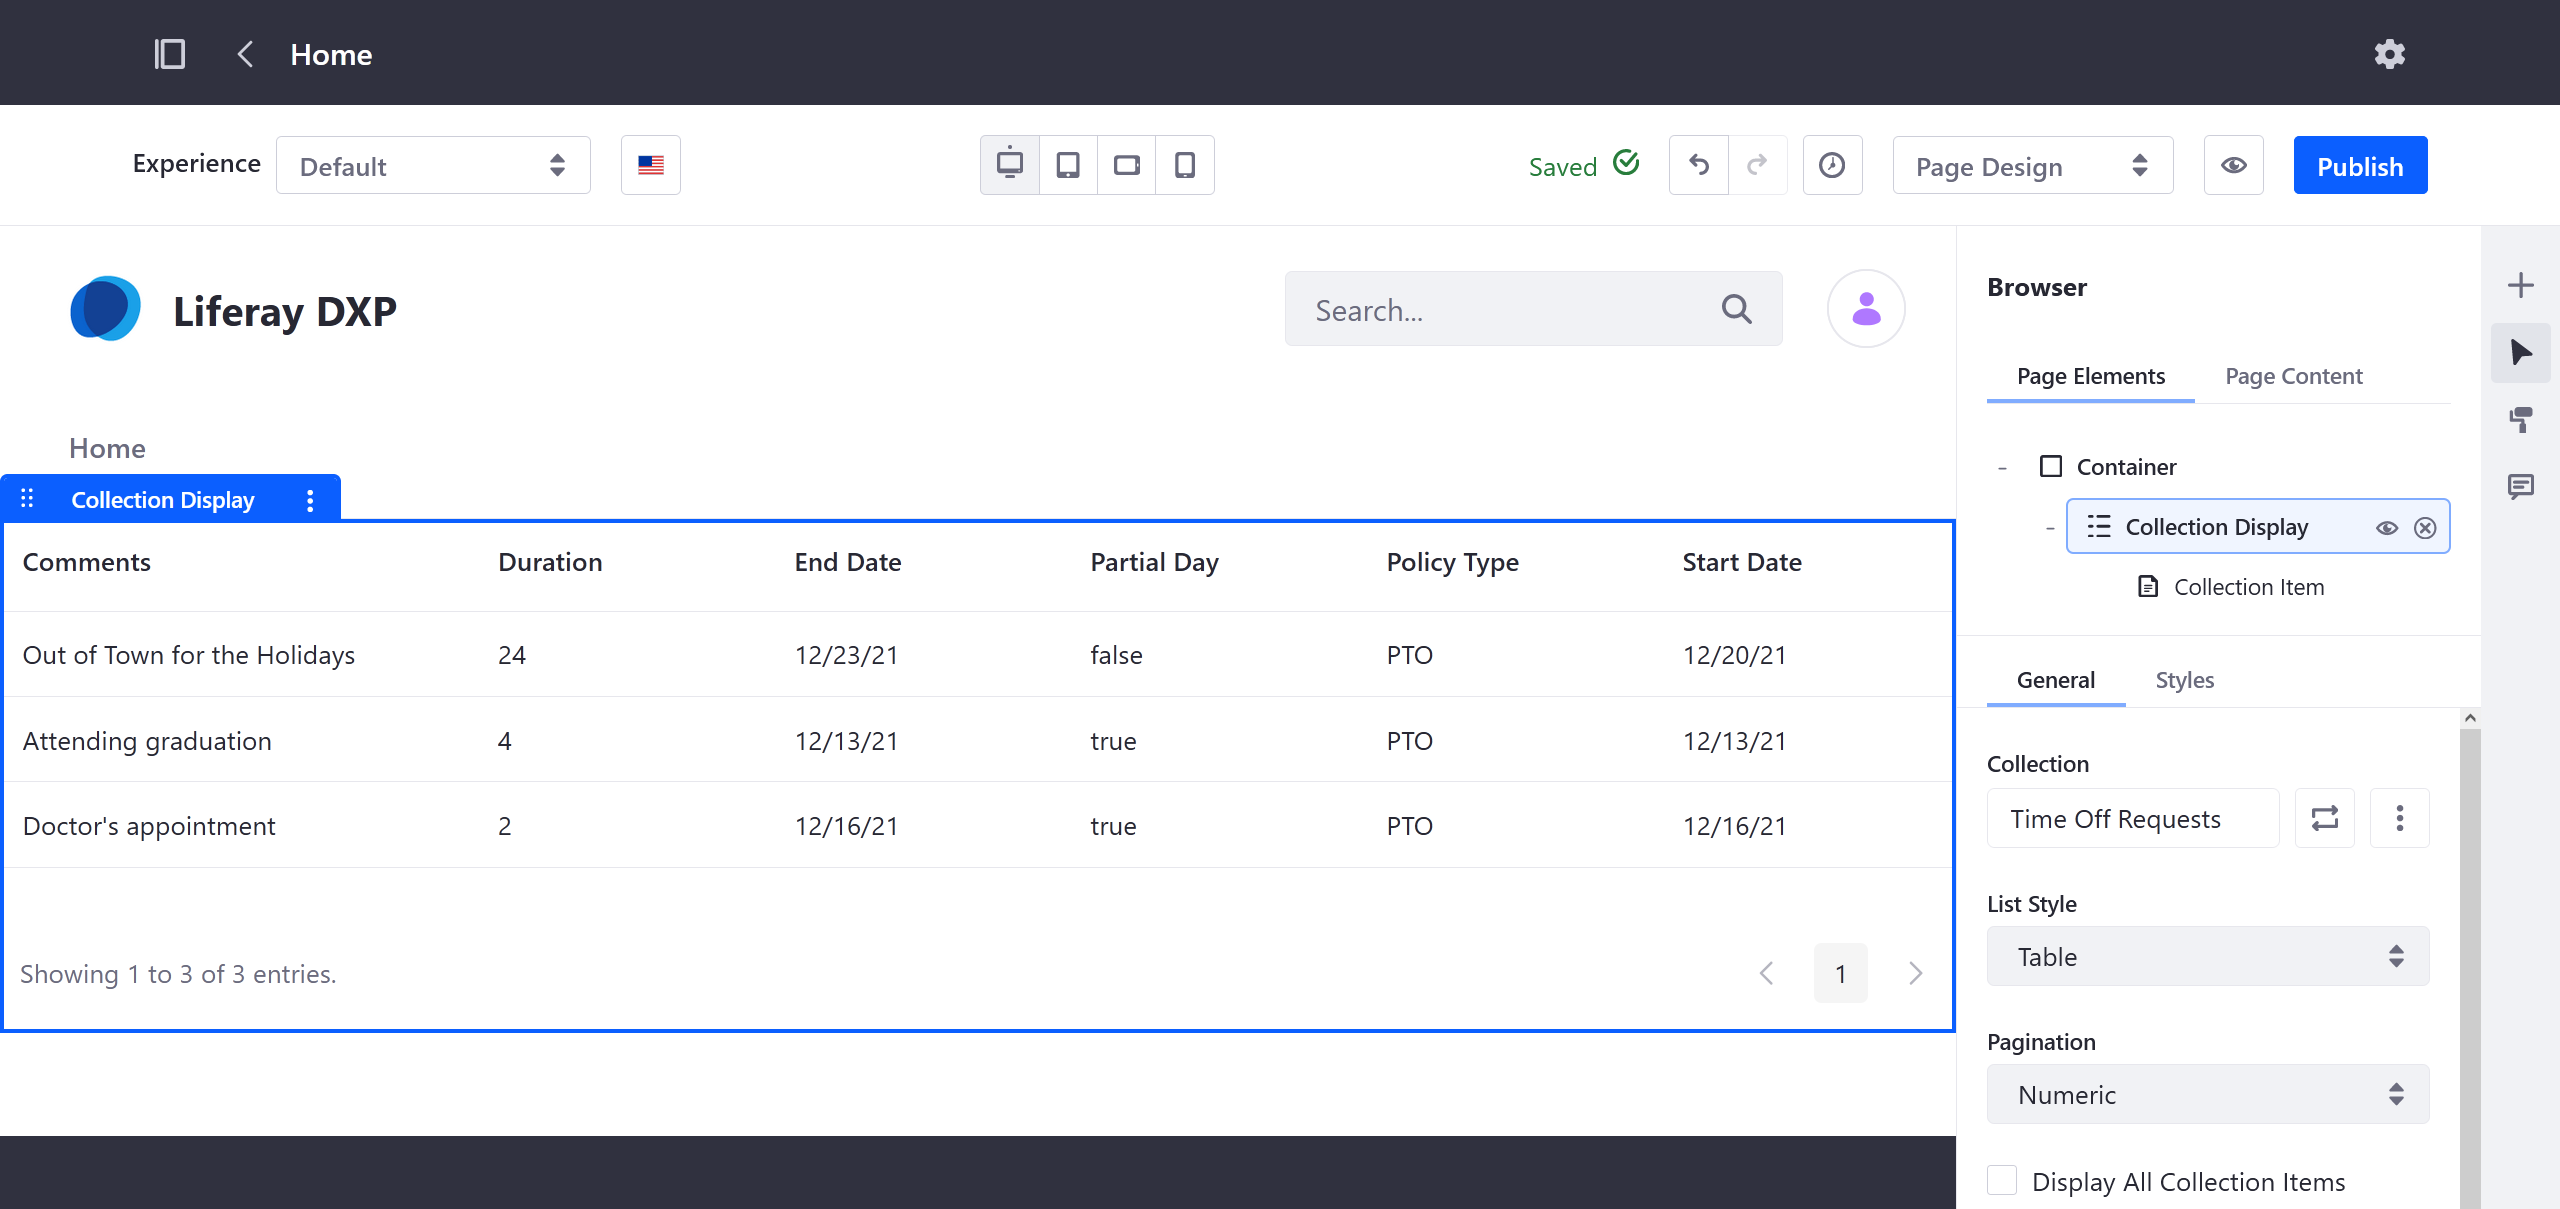 Home
Experience Default Saved Page Design Publish
Liferay DXP Search...
Home
Collection Display
Comments Duration End Date Partial Day Policy Type Start Date
Out of Town for the Holidays 24 12/23/21 false PTO 12/20/21
Attending graduation 4 12/13/21 true PTO 12/13/21
Doctor's appointment 2 12/16/21 true PTO 12/16/21
Showing 1 to 3 of 3 entries. 1
Browser
Page Elements Page Content
- Container
- Collection Display
Collection Item
General Styles
Collection
Time Off Requests
List Style
Table
Pagination
Numeric
Display All Collection Items